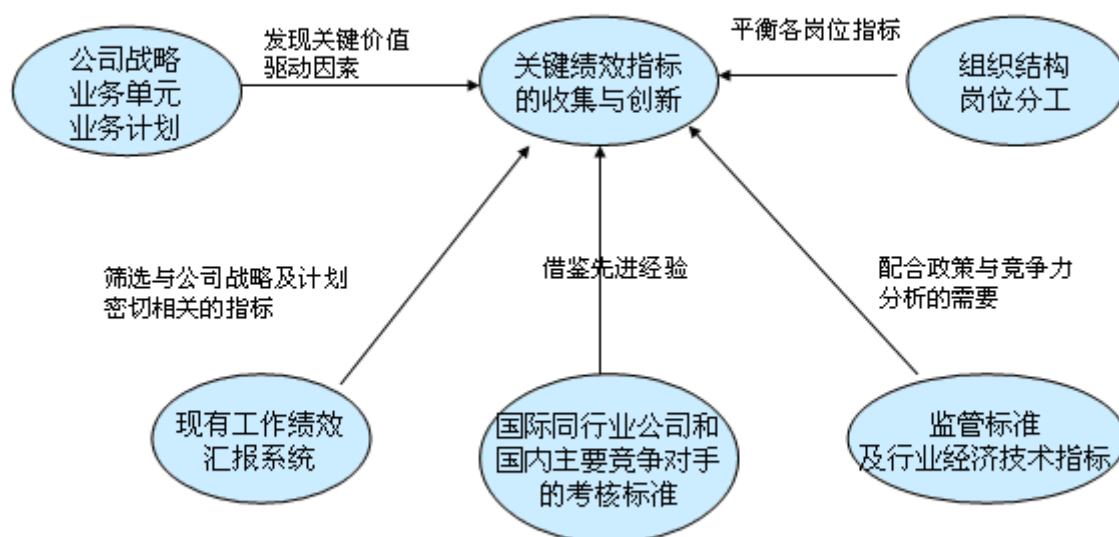 公司战略
业务单元
业务计划
发现关键价值
驱动因素
关键绩效指标
的收集与创新
平衡各岗位指标
组织结构
岗位分工
筛选与公司战略及计划
密切相关的指标
借鉴先进经验
配合政策与竞争力
分析的需要
现有工作绩效
汇报系统
国际同行业公司和
国内主要竞争对手
的考核标准
监管标准
及行业经济技术指标